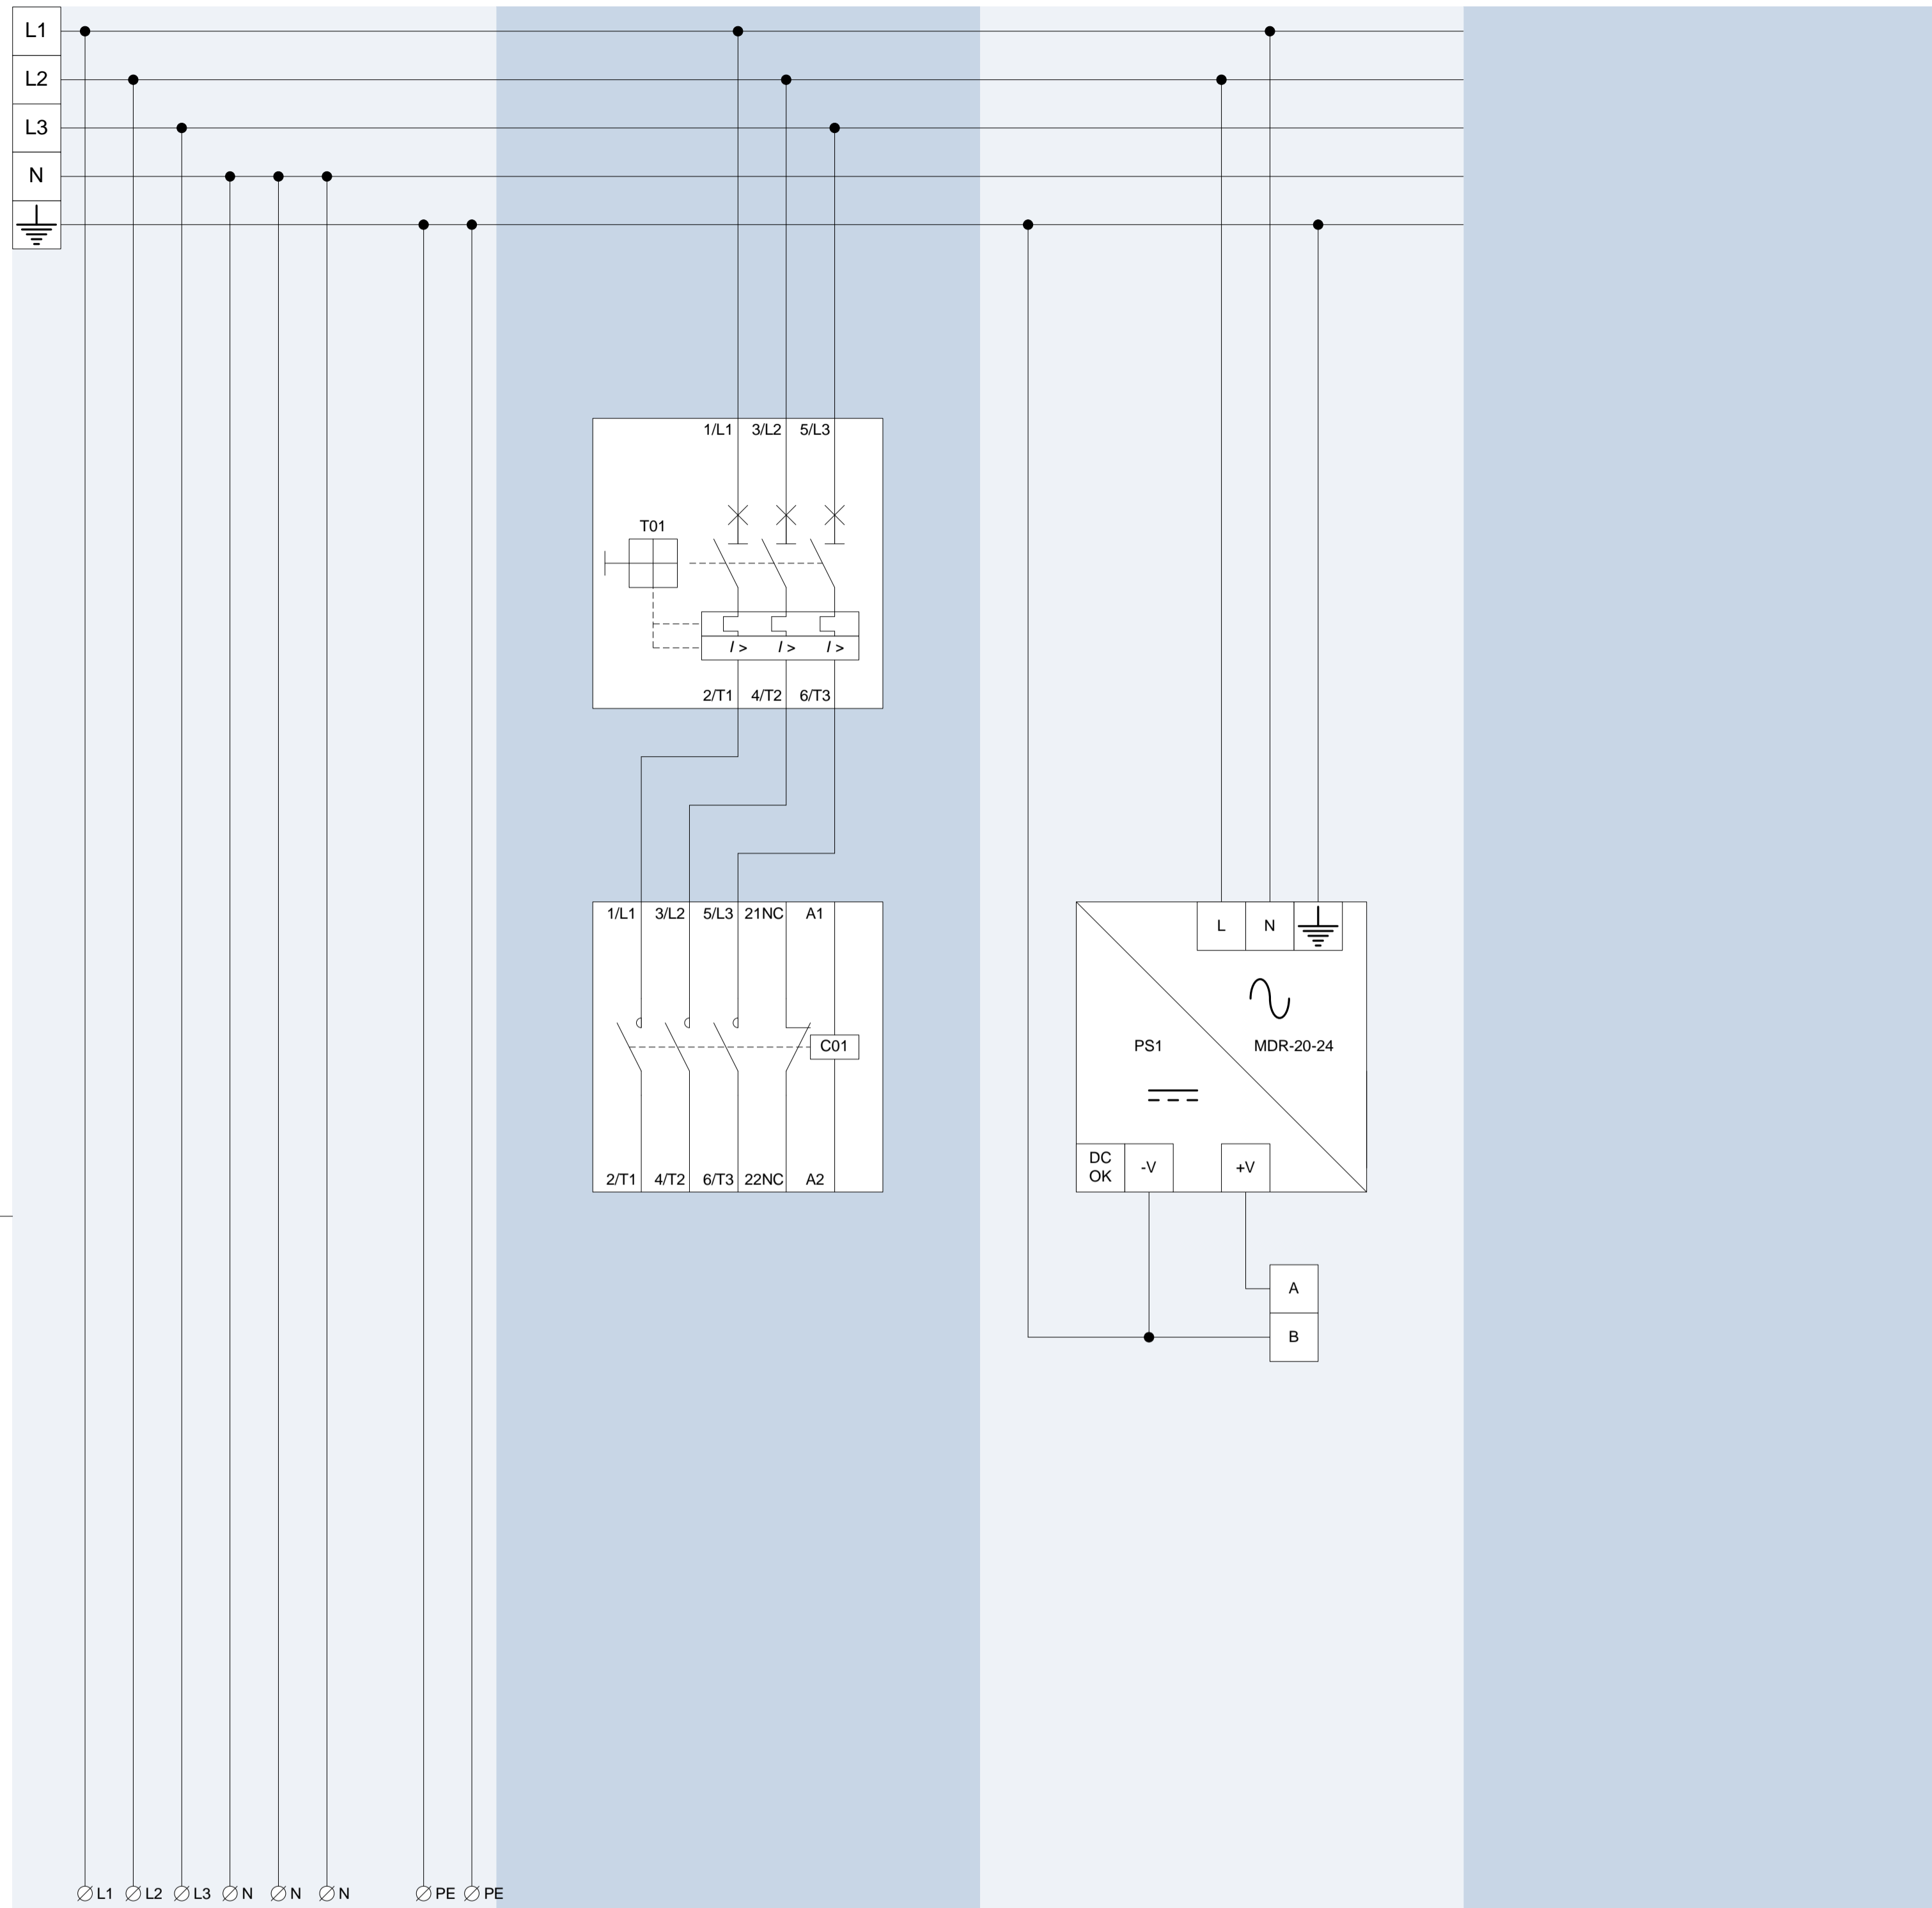 L1
L2
L3
N
1/L1 3/L2 5/L3
T01
I > I > I >
2/T1 4/T2 6/T3
1/L1 3/L2 5/L3 21NC A1
C01
2/T1 4/T2 6/T3 22NC A2
L N
PS1 MDR-20-24
DC
OK
-V +V
A
B
L1 L2 L3 N N N PE PE